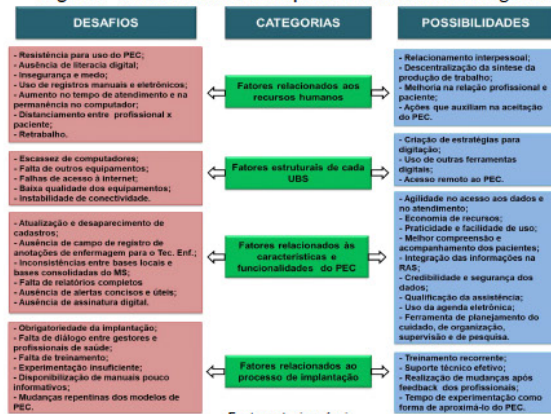 DESAFIOS
CATEGORIAS
POSSIBILIDADES
- Resistência para uso do PEC;
- Ausência de literacia digital;
- Insegurança e medo;
- Uso de registros manuais e eletrônicos;
- Aumento no tempo de atendimento e na
permanência no computador;
- Distanciamento entre profissional x
paciente;
- Retrabalho.
Fatores relacionados aos
recursos humanos
- Relacionamento interpessoal;
- Descentralização da síntese da
produção de trabalho;
- Melhoria na relação profissional e
paciente;
- Ações que auxiliam na aceitação
do PEC.
- Escassez de computadores;
- Falta de outros equipamentos;
- Falhas de acesso à internet;
- Baixa qualidade dos equipamentos;
- Instabilidade de conectividade.
Fatores estruturais de cada
UBS
- Criação de estratégias para
digitação;
- Uso de outras ferramentas
digitais;
- Acesso remoto ao PEC.
- Atualização e desaparecimento de
cadastros;
- Ausência de campo de registro de
anotações de enfermagem para o Tec. Enf.;
- Inconsistências entre bases locais e
bases consolidadas do MS;
- Falta de relatórios completos
- Ausência de alertas concisos e úteis;
- Ausência de assinatura digital.
Fatores relacionados às
características e
funcionalidades do PEC
- Agilidade no acesso aos dados e
no atendimento;
- Economia de recursos;
- Praticidade e facilidade de uso;
- Melhor compreensão e
acompanhamento dos pacientes;
- Integração das informações na
RAS;
- Credibilidade e segurança dos
dados;
- Qualificação da assistência;
- Uso da agenda eletrônica;
- Ferramenta de planejamento do
cuidado, de organização,
supervisão e de pesquisa.
- Obrigatoriedade da implantação;
- Falta de diálogo entre gestores e
profissionais de saúde;
- Falta de treinamento;
- Experimentação insuficiente;
- Disponibilização de manuais pouco
informativos;
- Mudanças repentinas dos modelos de
PEC.
Fatores relacionados ao
processo de implantação
- Treinamento recorrente;
- Suporte técnico efetivo;
- Realização de mudanças após
feedback dos profissionais;
- Tempo de experimentação como
forma de aproximá-lo do PEC.